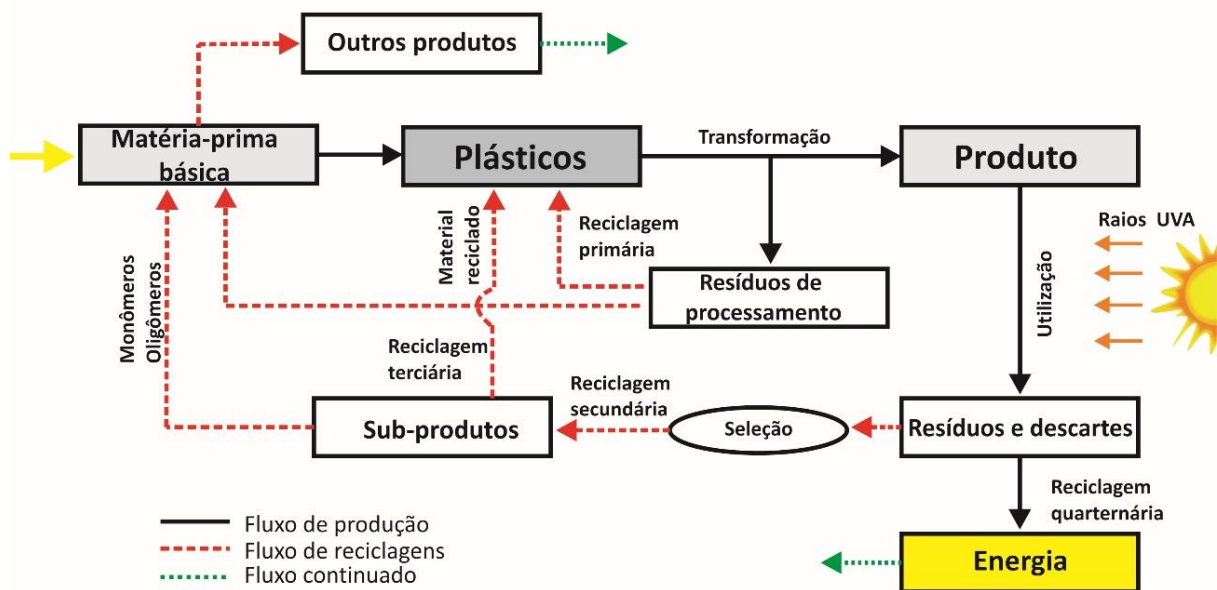 Outros produtos
Matéria-prima
básica
Plásticos
Transformação
Produto
Monômeros
Oligômeros
Material
reciclado
Reciclagem
primária
Resíduos de
processamento
Raios UVA
Utilização
Reciclagem
terciária
Reciclagem
secundária
Sub-produtos
Seleção
Resíduos e descartes
Reciclagem
quarternária
Fluxo de produção
Fluxo de reciclagens
Fluxo continuado
Energia